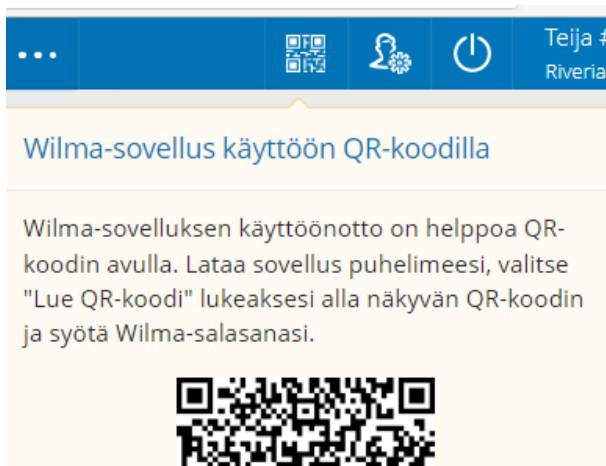 ...
Teija #
Riveria
Wilma-sovellus käyttöön QR-koodilla
Wilma-sovelluksen käyttöönotto on helppoa QR-
koodin avulla. Lataa sovellus puhelimeesi, valitse
"Lue QR-koodi" lukeaksesi alla näkyvän QR-koodin
ja syötä Wilma-salasanasi.